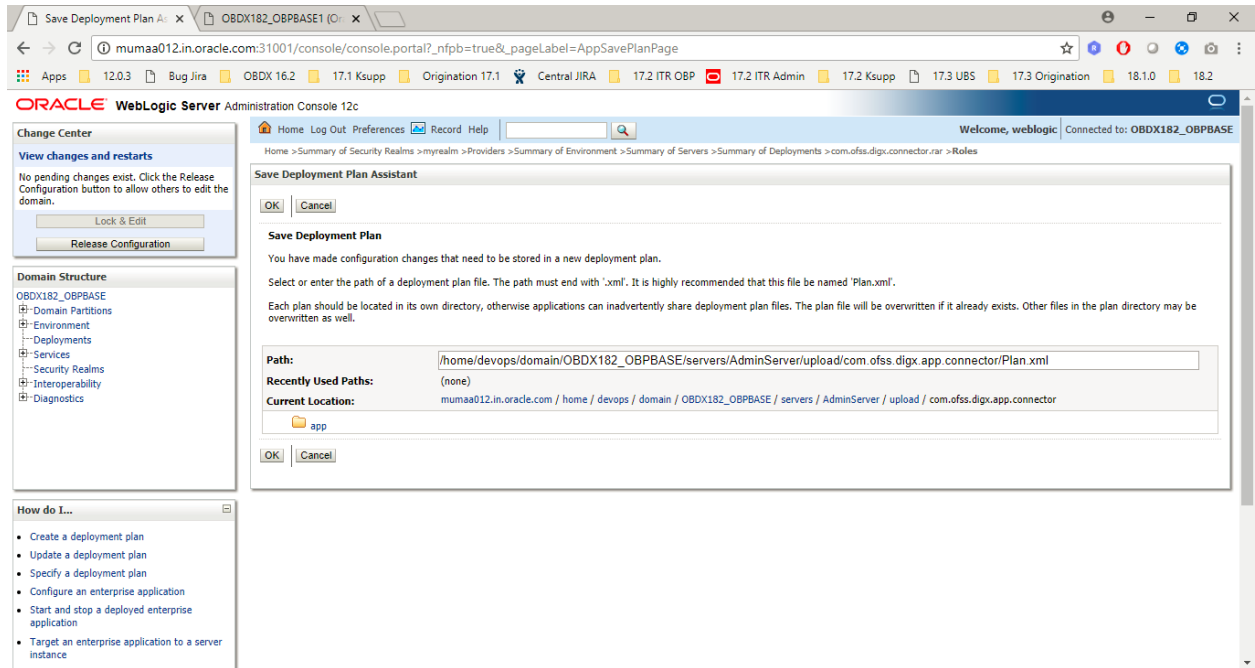 Save Deployment Plan As
OBDX182_OBPBASE1 (Or
mumaa012.in.oracle.com:31001/console/console.portal?_nfpb=true&_pageLabel=AppSavePlanPage
Apps 12.0.3 Bug Jira OBDX 16.2 17.1 Ksupp Origination 17.1 Central JIRA 17.2 ITR OBP 17.2 ITR Admin 17.2 Ksupp 17.3 UBS 17.3 Origination 18.1.0 18.2
ORACLE WebLogic Server Administration Console 12c
Change Center
View changes and restarts
No pending changes exist. Click the Release
Configuration button to allow others to edit the
domain.
Lock & Edit
Release Configuration
Domain Structure
OBDX182_OBPBASE
Domain Partitions
Environment
Deployments
Services
Security Realms
Interoperability
Diagnostics
How do I...
Create a deployment plan
Update a deployment plan
Specify a deployment plan
Configure an enterprise application
Start and stop a deployed enterprise
application
Target an enterprise application to a server
instance
Home Log Out Preferences Record Help
Welcome, weblogic Connected to: OBDX182_OBPBASE
Home >Summary of Security Realms >myrealm >Providers >Summary of Environment >Summary of Servers >Summary of Deployments >com.ofss.digx.connector.rar >Roles
Save Deployment Plan Assistant
OK Cancel
Save Deployment Plan
You have made configuration changes that need to be stored in a new deployment plan.
Select or enter the path of a deployment plan file. The path must end with '.xml'. It is highly recommended that this file be named 'Plan.xml'.
Each plan should be located in its own directory, otherwise applications can inadvertently share deployment plan files. The plan file will be overwritten if it already exists. Other files in the plan directory may be
overwritten as well.
Path: /home/devops/domain/OBDX182_OBPBASE/servers/AdminServer/upload/com.ofss.digx.app.connector/Plan.xml
Recently Used Paths: (none)
Current Location: mumaa012.in.oracle.com / home / devops / domain / OBDX182_OBPBASE / servers / AdminServer / upload / com.ofss.digx.app.connector
app
OK Cancel